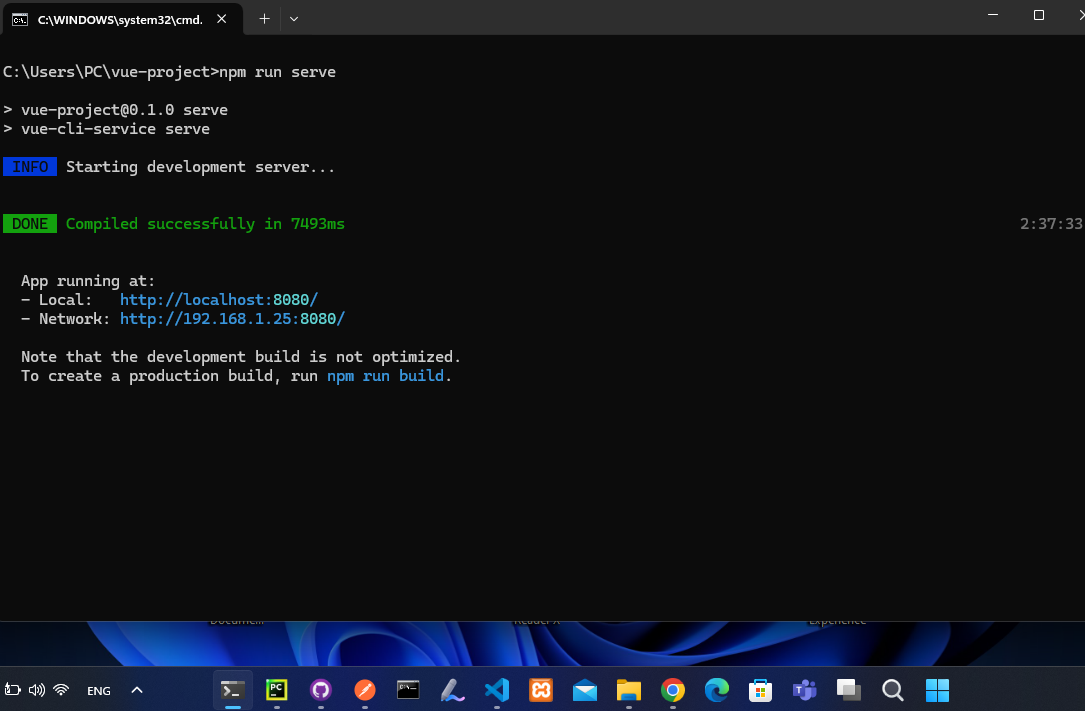 C:\WINDOWS\system32\cmd.
C:\Users\PC\vue-project>npm run serve
> vue-project@0.1.0 serve
> vue-cli-service serve
INFO Starting development server...
DONE Compiled successfully in 7493ms 2:37:33
App running at:
- Local: http://localhost:8080/
- Network: http://192.168.1.25:8080/
Note that the development build is not optimized.
To create a production build, run npm run build.
ENG
PC